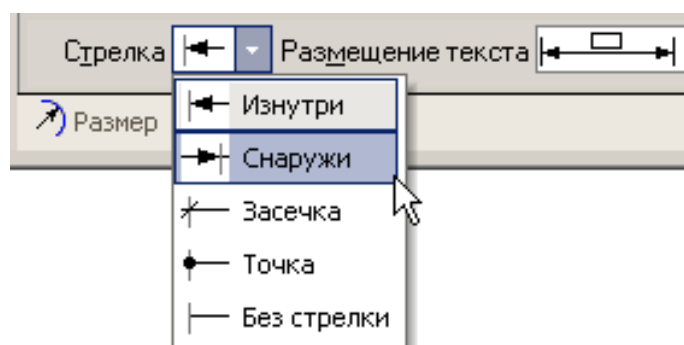 Стрелка Размещение текста
Изнутри
Размер
Снаружи
Засечка
Точка
Без стрелки